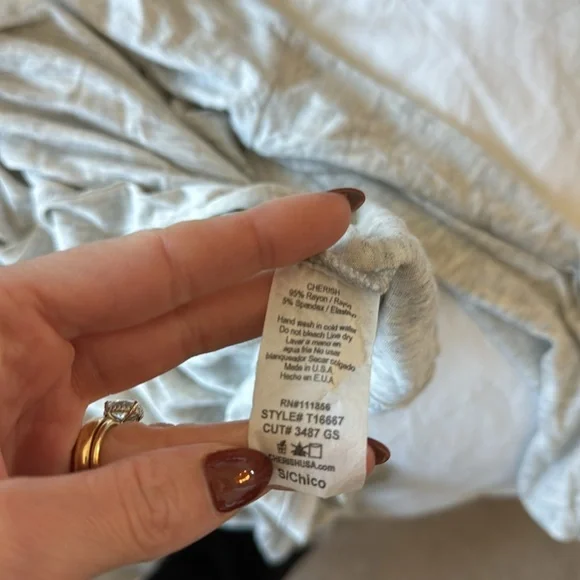 CHERISH
95% Rayon / Rayon
5% Spandex / Elastan
Hand wash in cold water
Do not bleach Line dry
Lavar a mano en
agua fria No usar
blanqueador Secar colgado
Made in U.S.A
Hecho en E.U.A.
RN#111856
STYLE# T16667
CUT# 3487 GS
CHERISHUSA.com
S/Chico